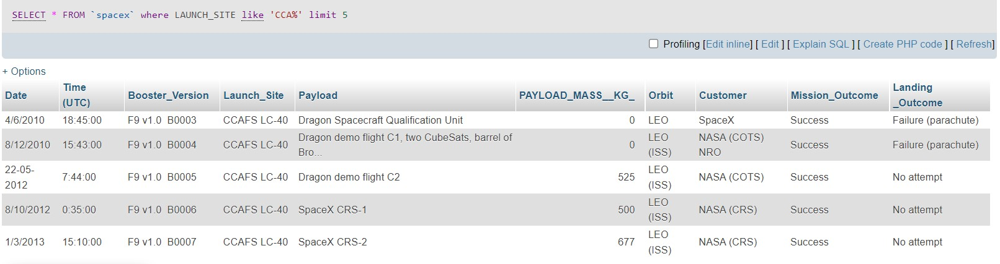 SELECT * FROM `spacex` where LAUNCH_SITE like 'CCA%' limit 5
Profiling [Edit inline] [ Edit ] [ Explain SQL ] [ Create PHP code ] [ Refresh]
+ Options
Date Time (UTC) Booster_Version Launch_Site Payload PAYLOAD_MASS__KG_ Orbit Customer Mission_Outcome Landing _Outcome
4/6/2010 18:45:00 F9 v1.0  B0003 CCAFS LC-40 Dragon Spacecraft Qualification Unit 0 LEO SpaceX Success Failure (parachute)
8/12/2010 15:43:00 F9 v1.0  B0004 CCAFS LC-40 Dragon demo flight C1, two CubeSats, barrel of Bro... 0 LEO (ISS) NASA (COTS) NRO Success Failure (parachute)
22-05-2012 7:44:00 F9 v1.0  B0005 CCAFS LC-40 Dragon demo flight C2 525 LEO (ISS) NASA (COTS) Success No attempt
8/10/2012 0:35:00 F9 v1.0  B0006 CCAFS LC-40 SpaceX CRS-1 500 LEO (ISS) NASA (CRS) Success No attempt
1/3/2013 15:10:00 F9 v1.0  B0007 CCAFS LC-40 SpaceX CRS-2 677 LEO (ISS) NASA (CRS) Success No attempt